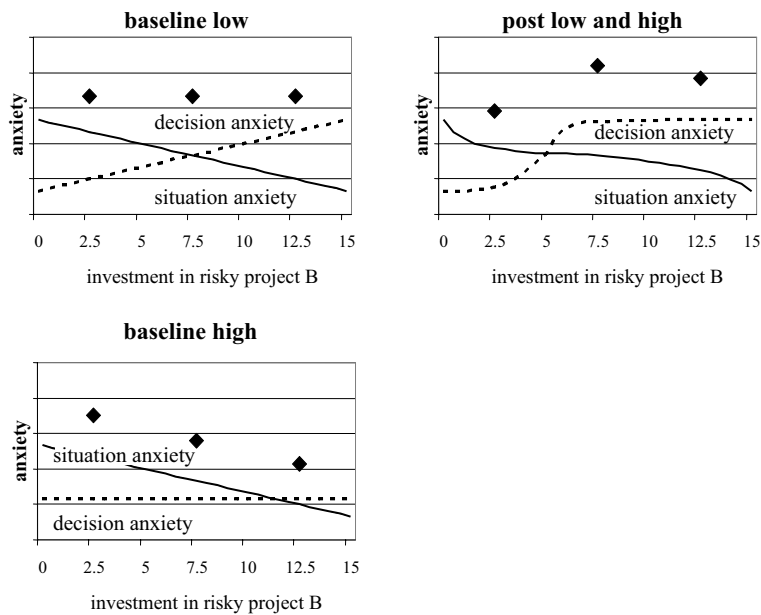 baseline low
anxiety
decision anxiety
situation anxiety
0 2.5 5 7.5 10 12.5 15
investment in risky project B
post low and high
anxiety
decision anxiety
situation anxiety
0 2.5 5 7.5 10 12.5 15
investment in risky project B
baseline high
anxiety
situation anxiety
decision anxiety
0 2.5 5 7.5 10 12.5 15
investment in risky project B